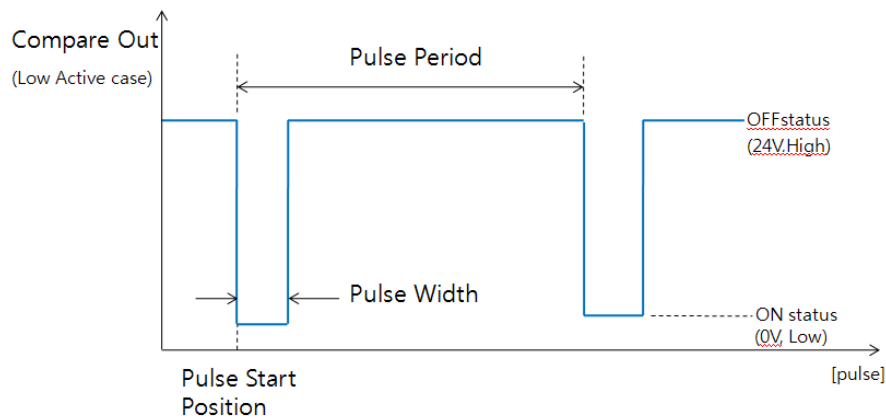 Compare Out
(Low Active case)
Pulse Period
OFFstatus
(24V.High)
Pulse Width
ON status
(0V, Low)
[pulse]
Pulse Start
Position